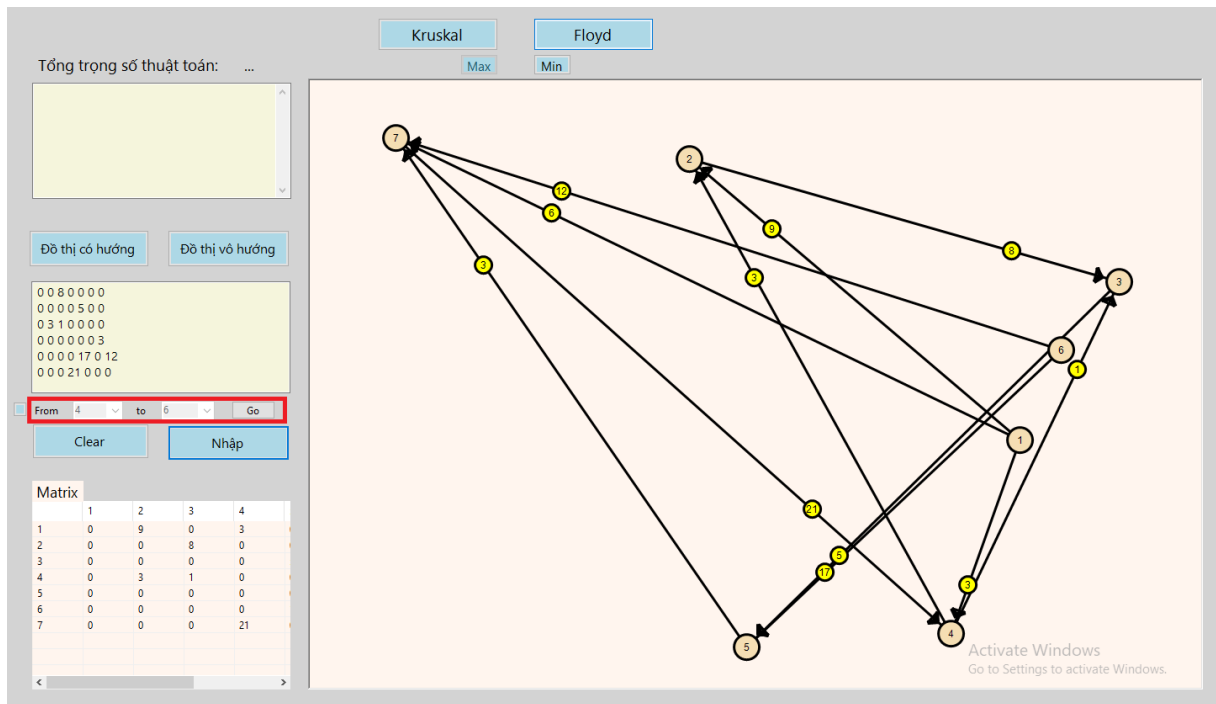 Kruskal Floyd
Max Min
Tổng trọng số thuật toán: ...
Đồ thị có hướng Đồ thị vô hướng
0 0 8 0 0 0 0
0 0 0 0 5 0 0
0 3 1 0 0 0 0
0 0 0 0 0 0 3
0 0 0 0 17 0 12
0 0 0 21 0 0 0
From 4 to 6 Go
Clear Nhập
Matrix
1 2 3 4
1 0 9 0 3
2 0 0 8 0
3 0 0 0 0
4 0 3 1 0
5 0 0 0 0
6 0 0 0 0
7 0 0 0 21
7
2
12
6
9
8
3
3
3
6
1
1
21
5
17
3
4
5
Activate Windows
Go to Settings to activate Windows.